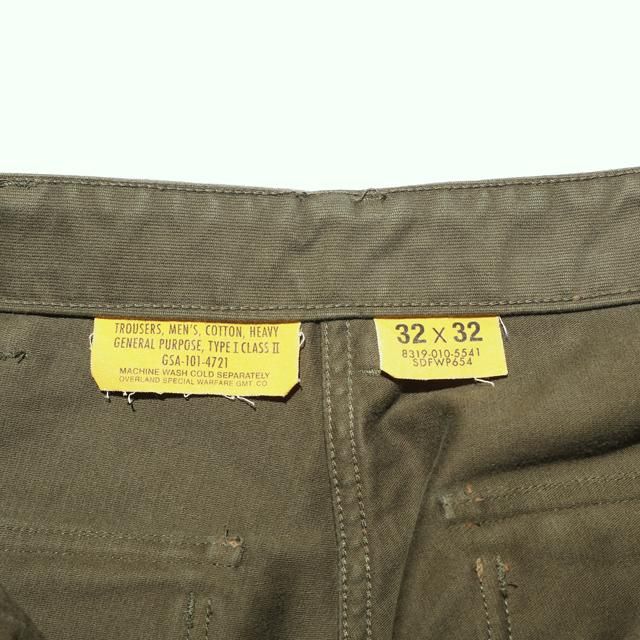 TROUSERS, MEN'S, COTTON, HEAVY
GENERAL PURPOSE, TYPE I CLASS II
GSA-101-4721
MACHINE WASH COLD SEPARATELY
OVERLAND SPECIAL WARFARE GMT CO
32 x 32
8319-010-5541
SDFWP654